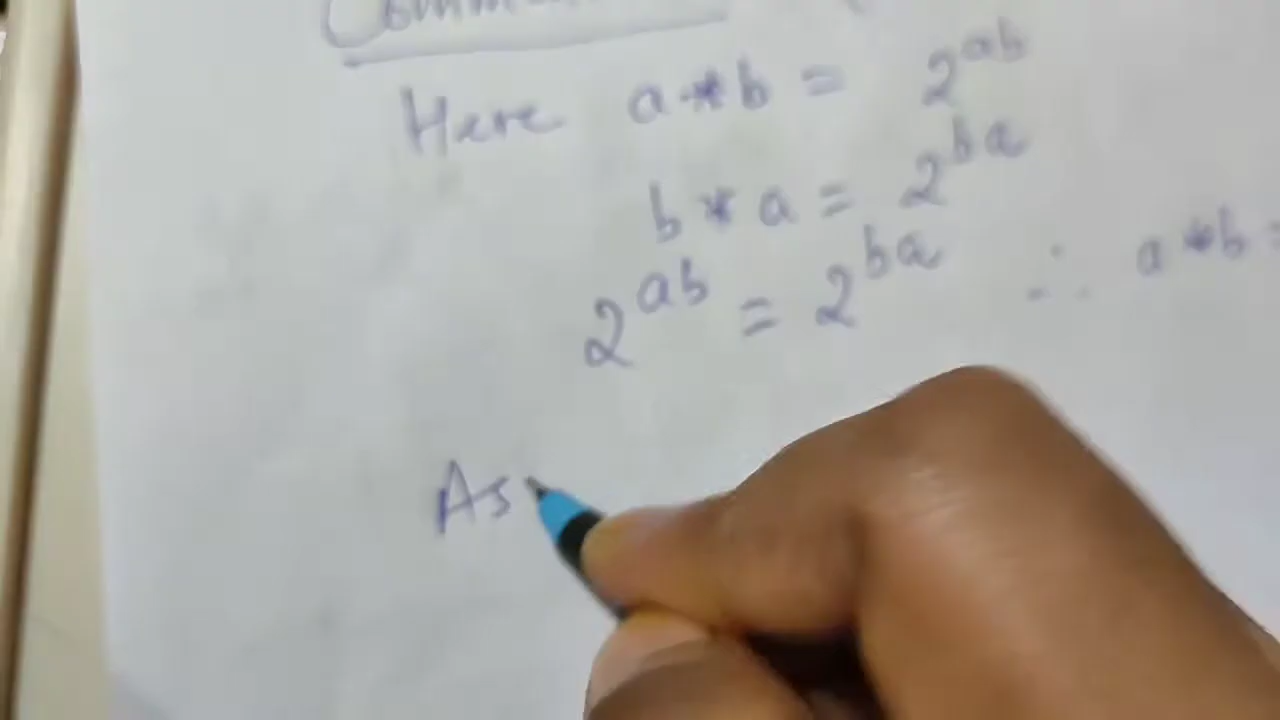 Here a * b = 2^{ab}
b * a = 2^{ba}
2^{ab} = 2^{ba} ∴ a * b =
As